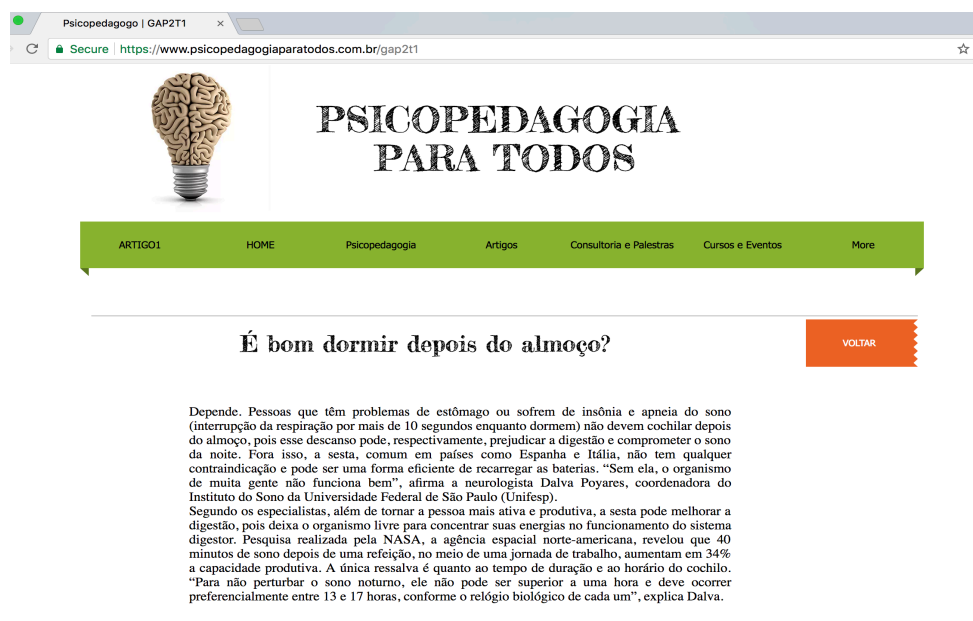 Psicopedagogo | GAP2T1
Secure
https://www.psicopedagogiaparatodos.com.br/gap2t1
PSICOPEDAGOGIA
PARA TODOS
ARTIGO1 HOME Psicopedagogia Artigos Consultoria e Palestras Cursos e Eventos More
É bom dormir depois do almoço?
VOLTAR
Depende. Pessoas que têm problemas de estômago ou sofrem de insônia e apneia do sono
(interrupção da respiração por mais de 10 segundos enquanto dormem) não devem cochilar depois
do almoço, pois esse descanso pode, respectivamente, prejudicar a digestão e comprometer o sono
da noite. Fora isso, a sesta, comum em países como Espanha e Itália, não tem qualquer
contraindicação e pode ser uma forma eficiente de recarregar as baterias. “Sem ela, o organismo
de muita gente não funciona bem”, afirma a neurologista Dalva Poyares, coordenadora do
Instituto do Sono da Universidade Federal de São Paulo (Unifesp).
Segundo os especialistas, além de tornar a pessoa mais ativa e produtiva, a sesta pode melhorar a
digestão, pois deixa o organismo livre para concentrar suas energias no funcionamento do sistema
digestor. Pesquisa realizada pela NASA, a agência espacial norte-americana, revelou que 40
minutos de sono depois de uma refeição, no meio de uma jornada de trabalho, aumentam em 34%
a capacidade produtiva. A única ressalva é quanto ao tempo de duração e ao horário do cochilo.
“Para não perturbar o sono noturno, ele não pode ser superior a uma hora e deve ocorrer
preferencialmente entre 13 e 17 horas, conforme o relógio biológico de cada um”, explica Dalva.